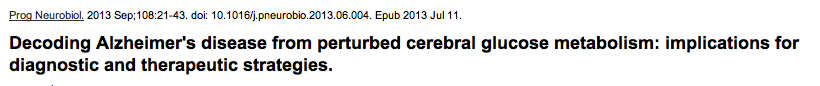 Prog Neurobiol. 2013 Sep;108:21-43. doi: 10.1016/j.pneurobio.2013.06.004. Epub 2013 Jul 11.
Decoding Alzheimer's disease from perturbed cerebral glucose metabolism: implications for
diagnostic and therapeutic strategies.